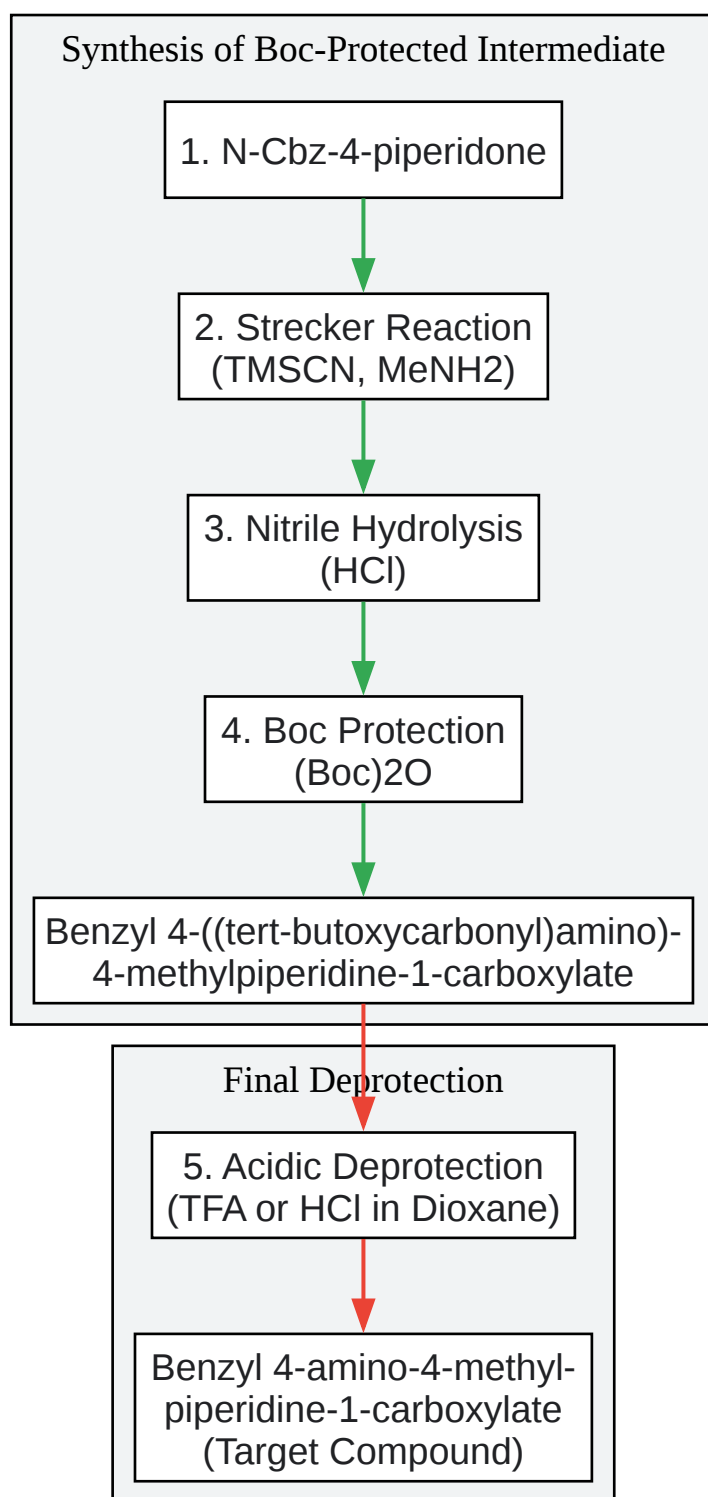 Synthesis of Boc-Protected Intermediate
1. N-Cbz-4-piperidone
2. Strecker Reaction
(TMSCN, MeNH2)
3. Nitrile Hydrolysis
(HCl)
4. Boc Protection
(Boc)2O
Benzyl 4-((tert-butoxycarbonyl)amino)-
4-methylpiperidine-1-carboxylate
Final Deprotection
5. Acidic Deprotection
(TFA or HCl in Dioxane)
Benzyl 4-amino-4-methyl-
piperidine-1-carboxylate
(Target Compound)